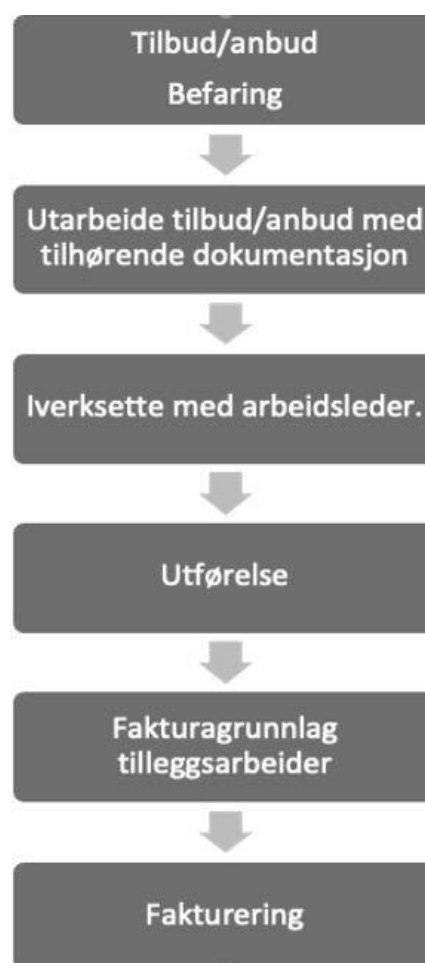 Tilbud/anbud
Befaring
Utarbeide tilbud/anbud med
tilhørende dokumentasjon
Iverksette med arbeidsleder.
Utførelse
Fakturagrunnlag
tilleggsarbeider
Fakturering